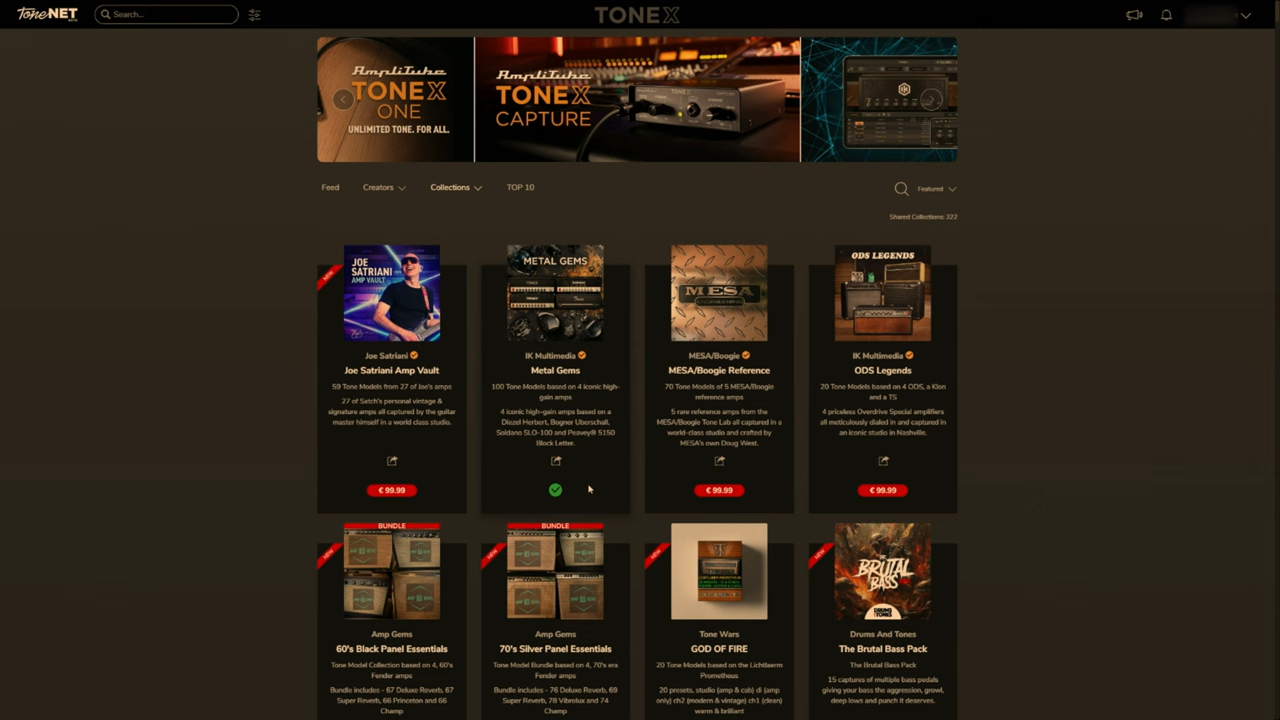 ToneNET
Search...
TONEX
AmpliTube
TONEX
ONE
UNLIMITED TONE. FOR ALL.
AmpliTube
TONEX
CAPTURE
Feed
Creators
Collections
TOP 10
Featured
Shared Collections: 322
NEW
JOE
SATRIANI
AMP VAULT
METAL GEMS
MESA
ODS LEGENDS
Joe Satriani
Joe Satriani Amp Vault
59 Tone Models from 27 of Joe's amps
27 of Satch's personal vintage &
signature amps all captured by the guitar
master himself in a world class studio.
€ 99.99
IK Multimedia
Metal Gems
100 Tone Models based on 4 iconic high-
gain amps
4 iconic high-gain amps based on a
Diezel Herbert, Bogner Uberschall,
Soldano SLO-100 and Peavey® 5150
Block Letter.
MESA/Boogie
MESA/Boogie Reference
70 Tone Models of 5 MESA/Boogie
reference amps
5 rare reference amps from the
MESA/Boogie Tone Lab all captured in a
world-class studio and crafted by
MESA's own Doug West.
€ 99.99
IK Multimedia
ODS Legends
20 Tone Models based on 4 ODS, a Klon
and a TS
4 priceless Overdrive Special amplifiers
all meticulously dialed in and captured in
an iconic studio in Nashville.
€ 99.99
NEW
BUNDLE
Amp Gems
60's Black Panel Essentials
Tone Model Collection based on 4, 60's
Fender amps
Bundle includes - 67 Deluxe Reverb, 67
Super Reverb, 66 Princeton and 66
Champ
NEW
BUNDLE
Amp Gems
70's Silver Panel Essentials
Tone Model Bundle based on 4, 70's era
Fender amps
Bundle includes - 76 Deluxe Reverb, 69
Super Reverb, 78 Vibrolux and 74
Champ
NEW
Tone Wars
GOD OF FIRE
20 Tone Models based on the Lichtlaerm
Prometheus
20 presets, studio (amp & cab) di (amp
only) ch2 (modern & vintage) ch1 (clean)
warm & brilliant
NEW
THE
BRUTAL
BASS
DRUMS
AND
TONES
Drums And Tones
The Brutal Bass Pack
The Brutal Bass Pack
15 captures of multiple bass pedals
giving your bass the aggression, growl,
deep lows and punch it deserves.